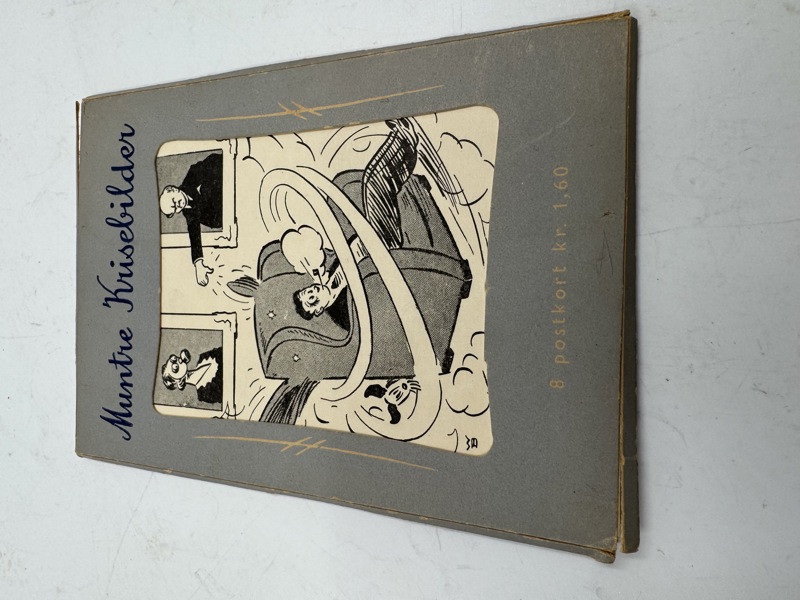 Muntre Krisebilder
8 postkort kr. 1,60